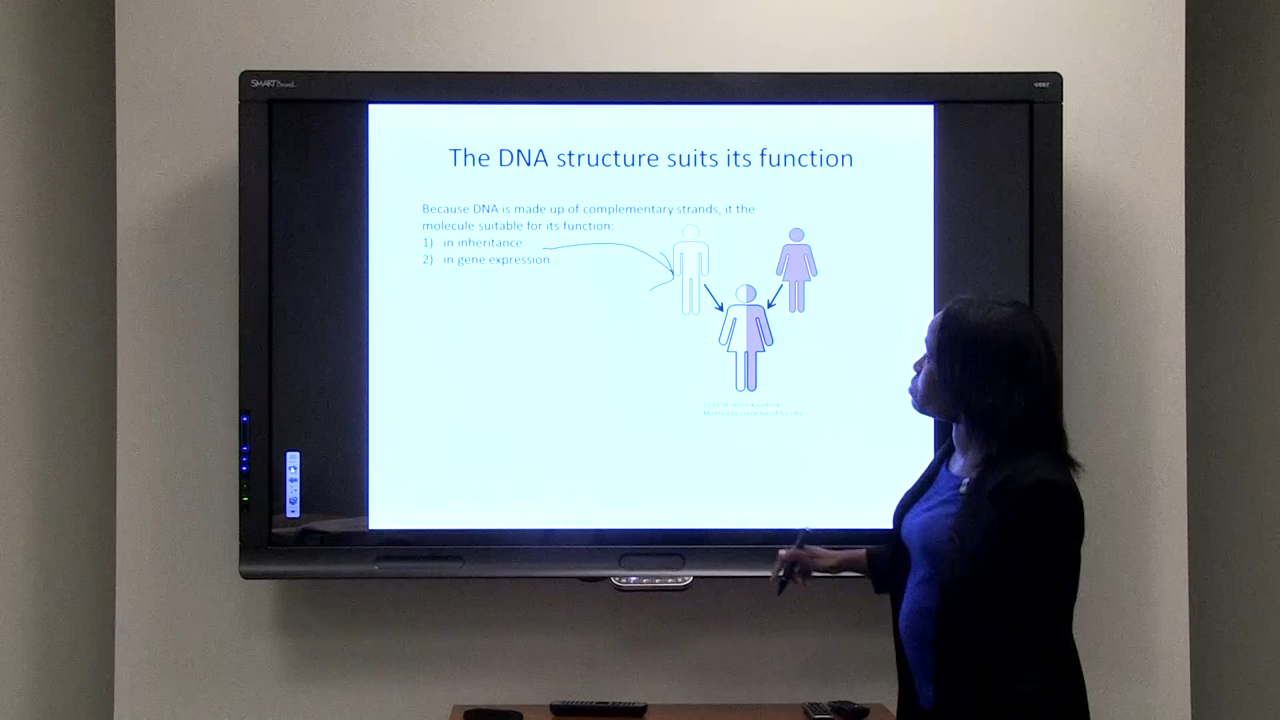 SMART Board
The DNA structure suits its function
Because DNA is made up of complementary strands, it the
molecule suitable for its function:
1) in inheritance
2) in gene expression